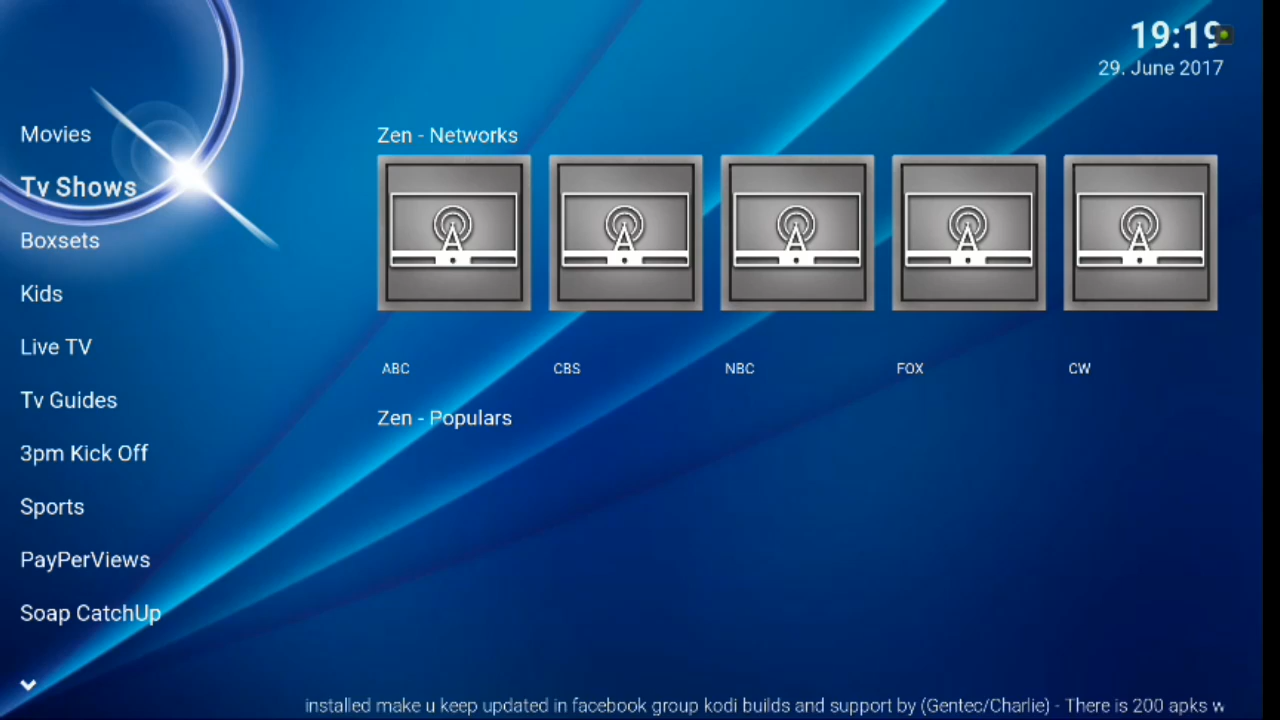 19:19
29. June 2017
Movies
Tv Shows
Boxsets
Kids
Live TV
Tv Guides
3pm Kick Off
Sports
PayPerViews
Soap CatchUp
Zen - Networks
ABC
CBS
NBC
FOX
CW
Zen - Populars
installed make u keep updated in facebook group kodi builds and support by (Gentec/Charlie) - There is 200 apks w